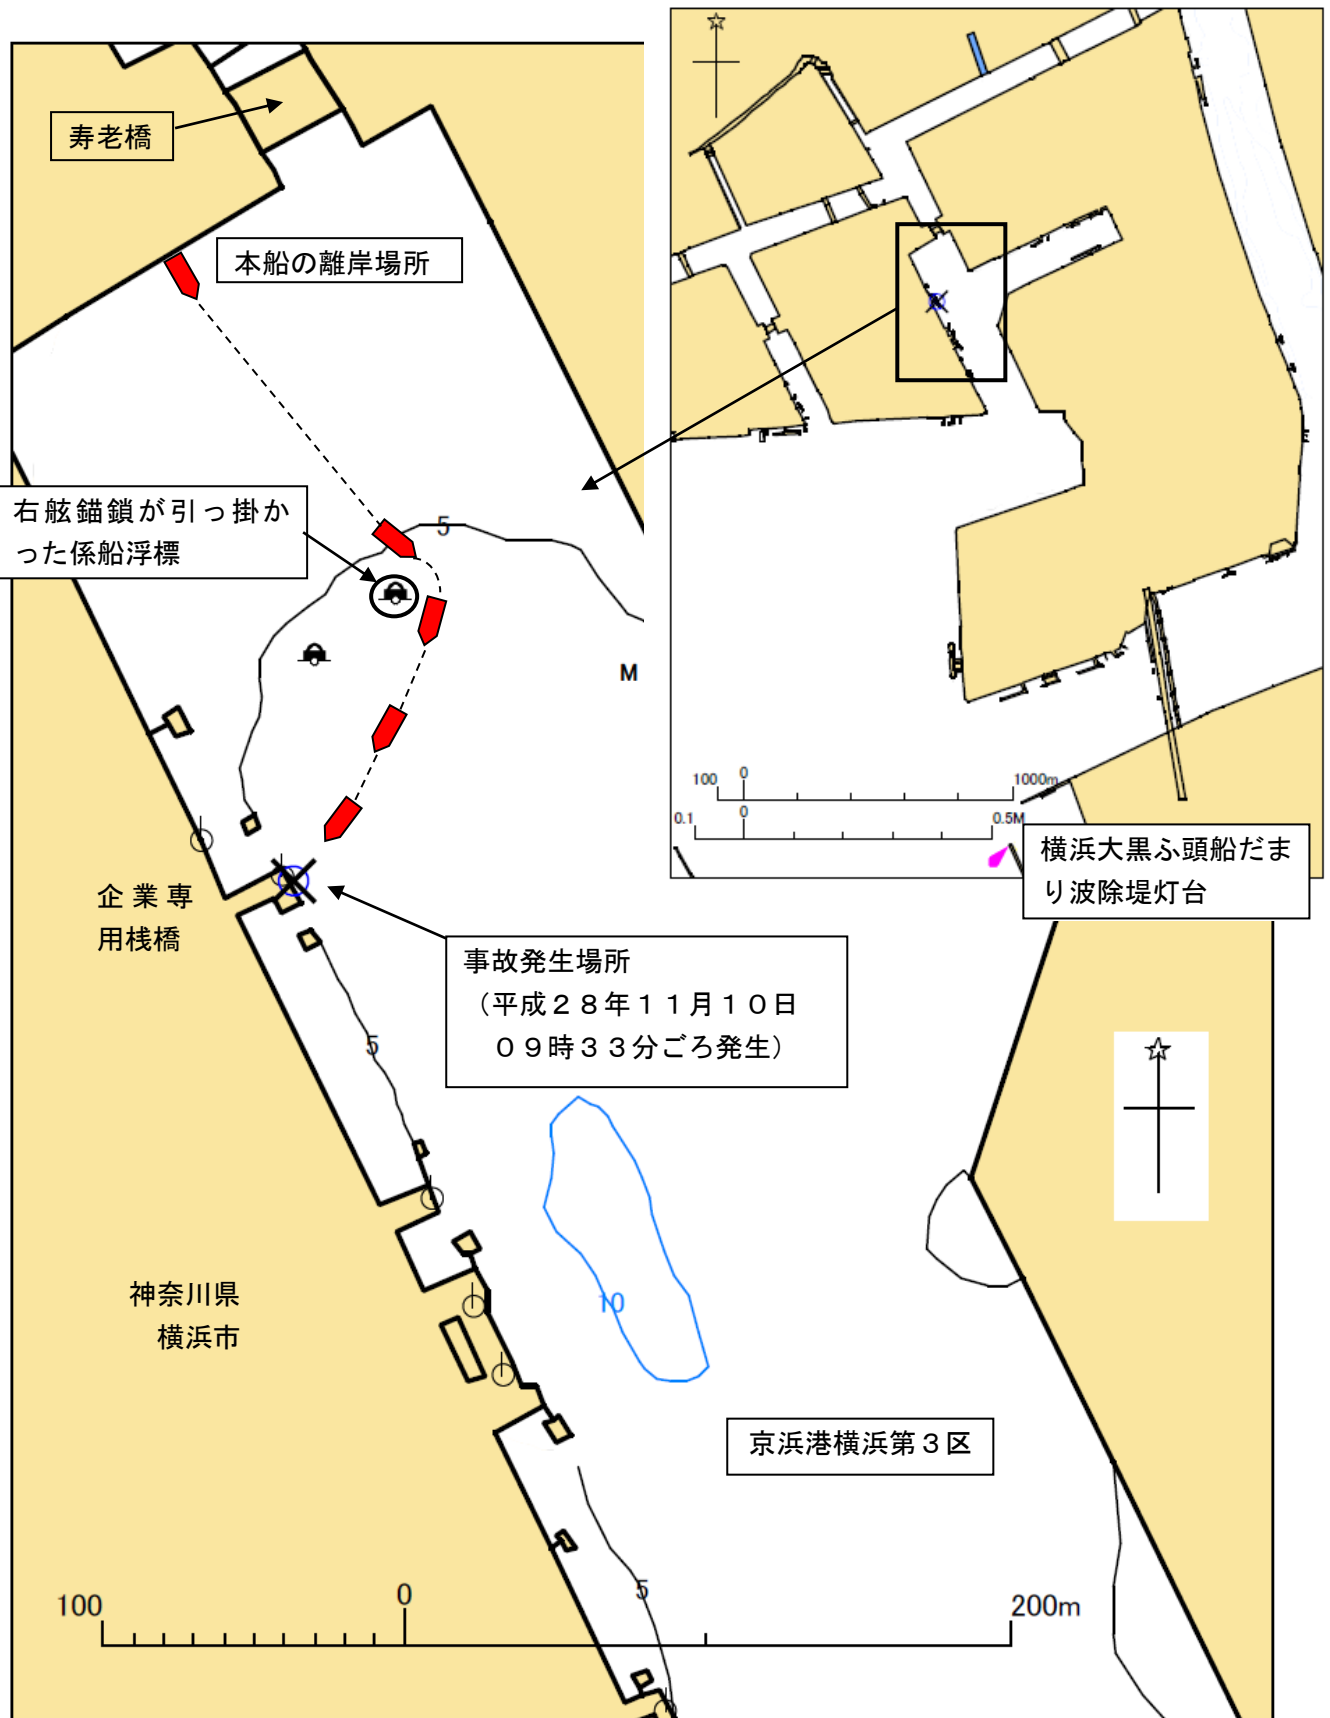 寿老橋
本船の離岸場所
右舷錨鎖が引っ掛か
った係船浮標
5
M
100
0
1000m
0.1
0
0.5M
横浜大黒ふ頭船だま
り波除堤灯台
企業専
用桟橋
事故発生場所
（平成２８年１１月１０日
０９時３３分ごろ発生）
5
10
神奈川県
横浜市
京浜港横浜第３区
5
100
0
200m